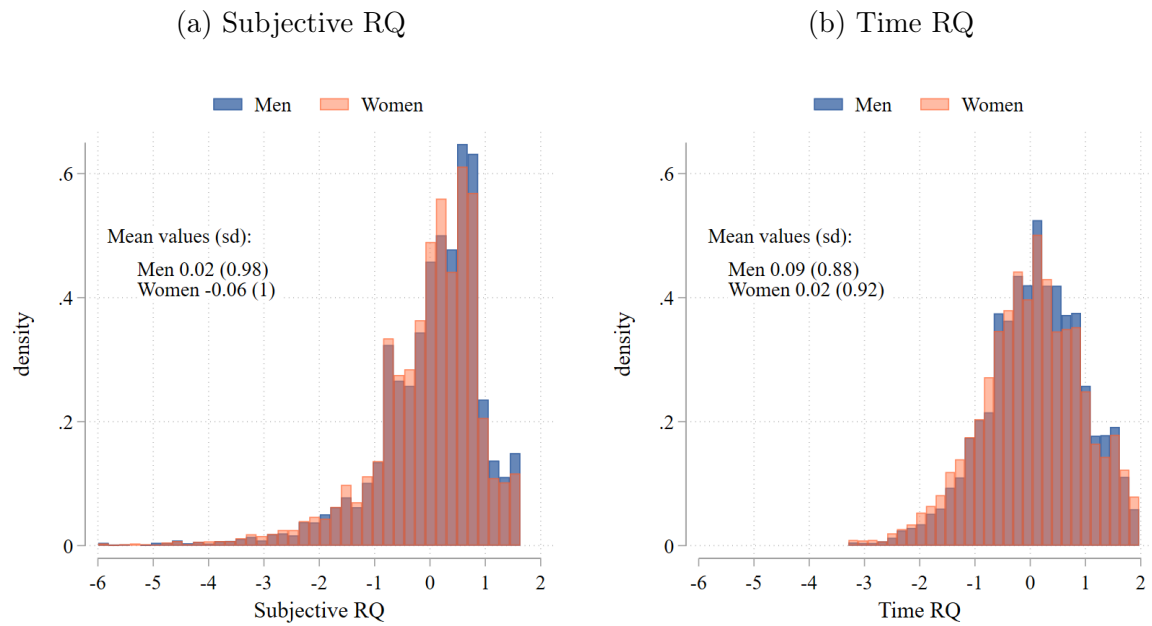 (a) Subjective RQ
Men Women
density
.6
.4
.2
0
Mean values (sd):
Men 0.02 (0.98)
Women -0.06 (1)
-6 -5 -4 -3 -2 -1 0 1 2
Subjective RQ
(b) Time RQ
Men Women
density
.6
.4
.2
0
Mean values (sd):
Men 0.09 (0.88)
Women 0.02 (0.92)
-6 -5 -4 -3 -2 -1 0 1 2
Time RQ